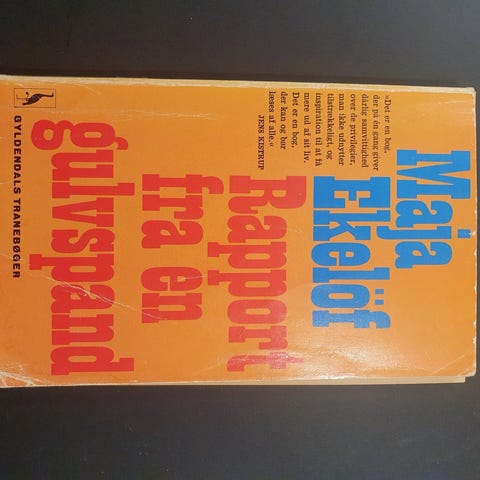 »Det er en bog,
der på én gang giver
dårlig samvittighed
over de privilegier,
man ikke udnytter
tilstrækkeligt, og
inspiration til at få
mere ud af sit liv.
Det er en bog,
der kan og bør
læses af alle.«
JENS KISTRUP
Maja
Ekelöf
Rapport
fra en
gulvspand
GYLDENDALS TRANEBØGER